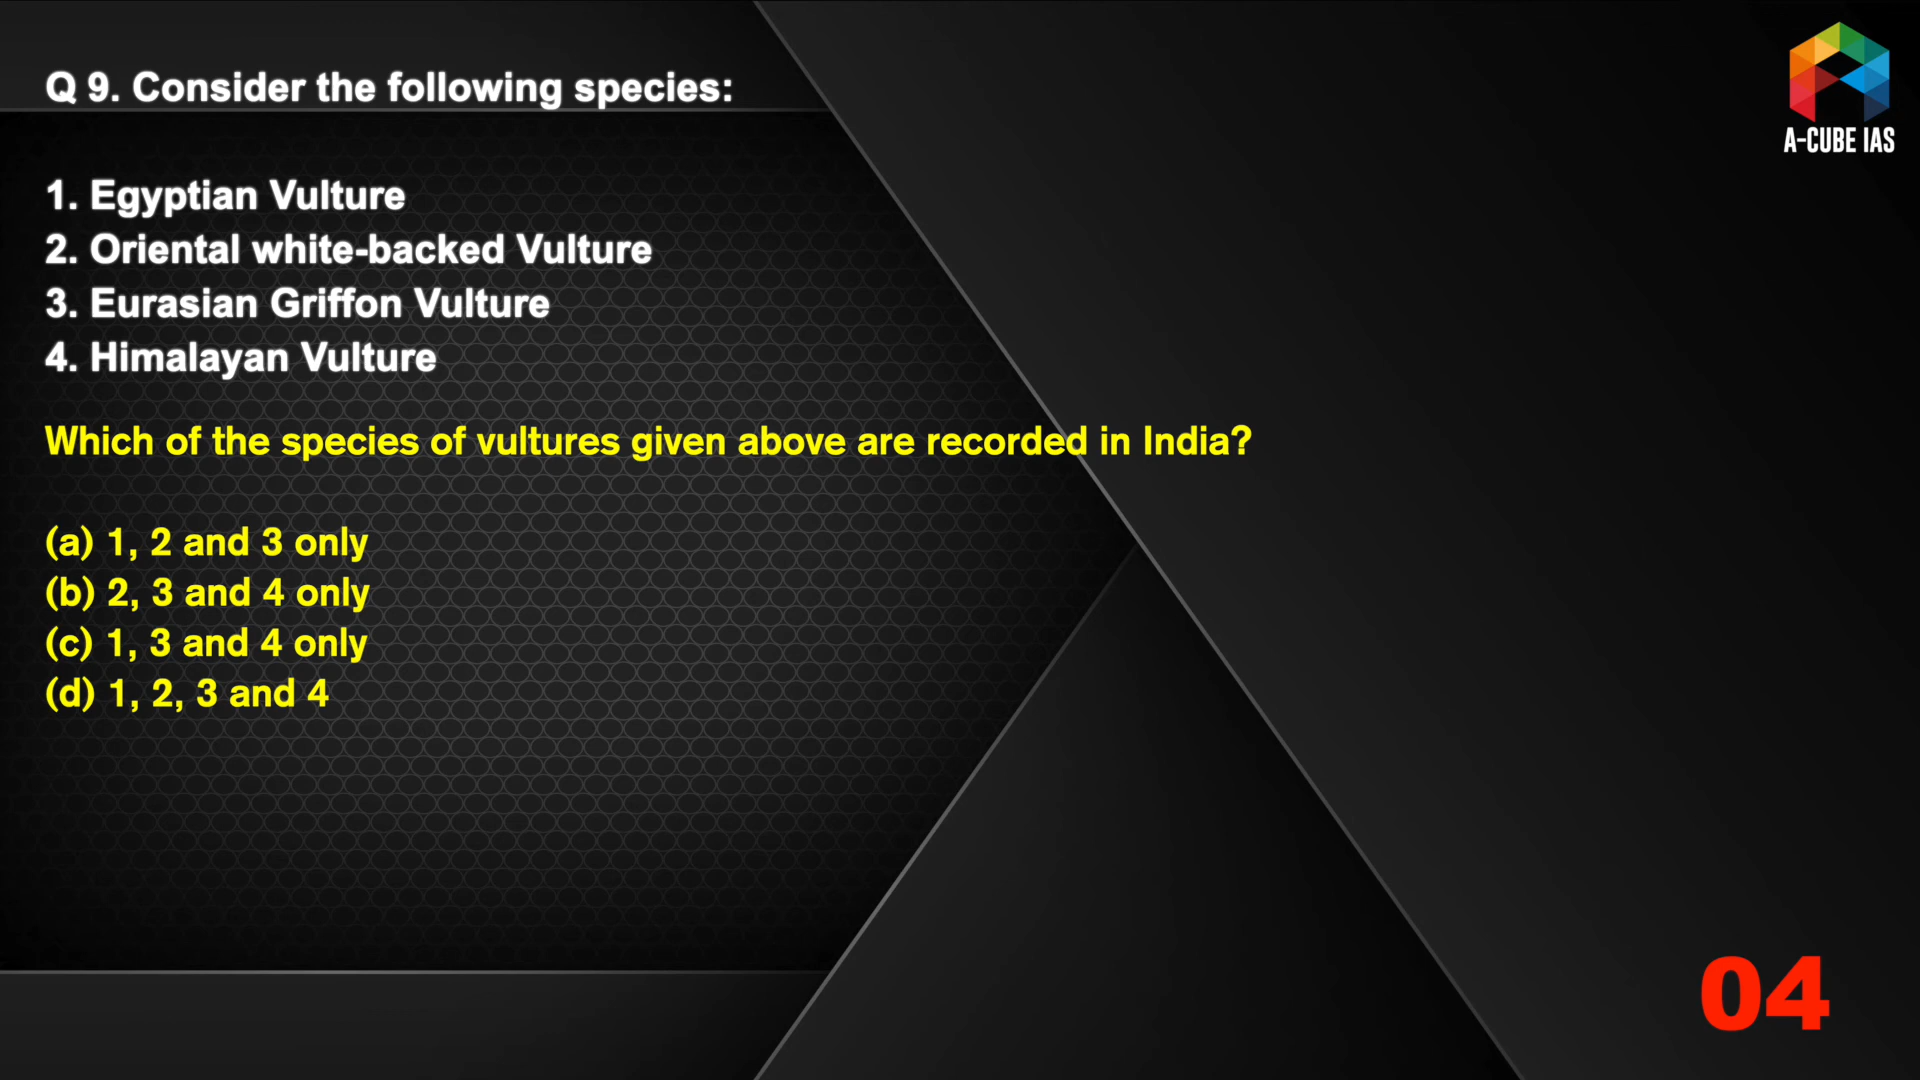 Q 9. Consider the following species:
A-CUBE IAS
1. Egyptian Vulture
2. Oriental white-backed Vulture
3. Eurasian Griffon Vulture
4. Himalayan Vulture
Which of the species of vultures given above are recorded in India?
(a) 1, 2 and 3 only
(b) 2, 3 and 4 only
(c) 1, 3 and 4 only
(d) 1, 2, 3 and 4
04